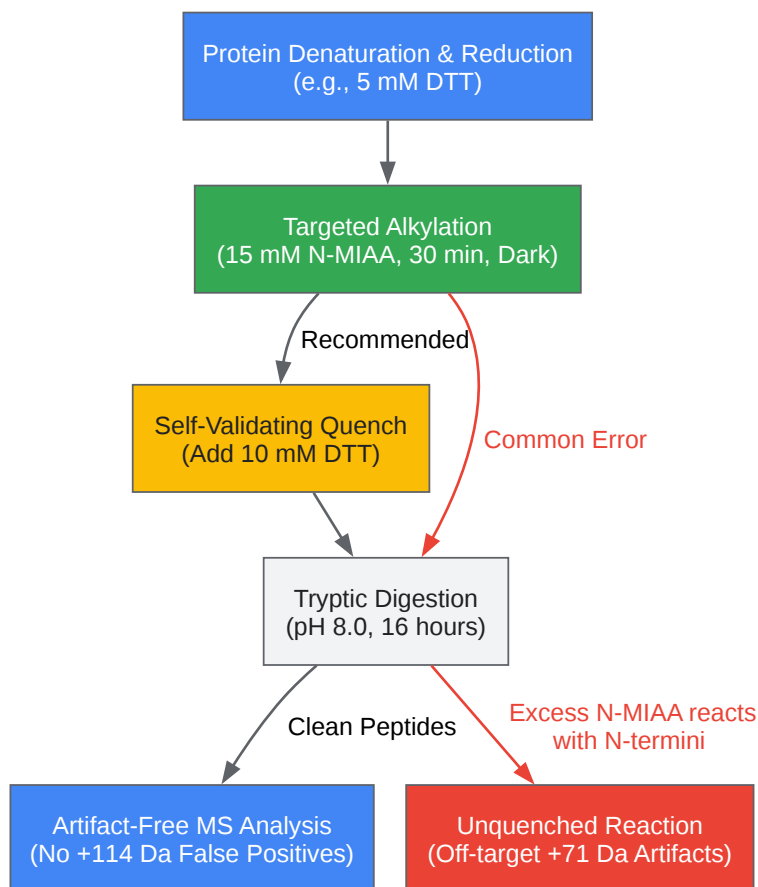 Protein Denaturation & Reduction
(e.g., 5 mM DTT)
Targeted Alkylation
(15 mM N-MIAA, 30 min, Dark)
Recommended
Self-Validating Quench
(Add 10 mM DTT)
Common Error
Tryptic Digestion
(pH 8.0, 16 hours)
Clean Peptides
Excess N-MIAA reacts
with N-termini
Artifact-Free MS Analysis
(No +114 Da False Positives)
Unquenched Reaction
(Off-target +71 Da Artifacts)